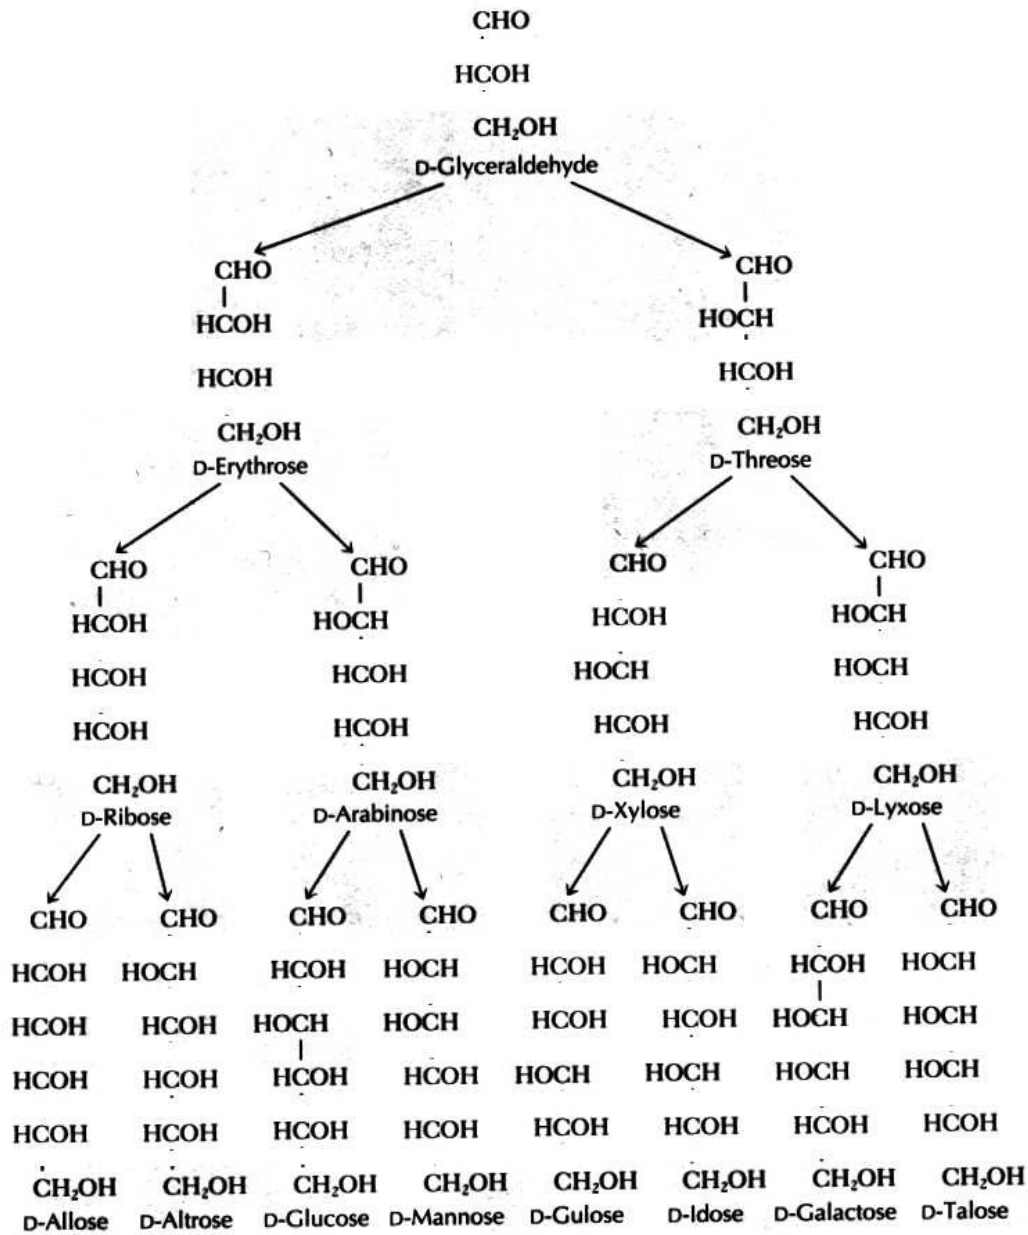 CHO
HCOH
CH₂OH
D-Glyceraldehyde
CHO CHO
HCOH HOCH
HCOH HCOH
CH₂OH CH₂OH
D-Erythrose D-Threose
CHO CHO CHO CHO
HCOH HOCH HCOH HOCH
HCOH HCOH HOCH HOCH
HCOH HCOH HCOH HCOH
CH₂OH CH₂OH CH₂OH CH₂OH
D-Ribose D-Arabinose D-Xylose D-Lyxose
CHO CHO CHO CHO CHO CHO CHO CHO
HCOH HOCH HCOH HOCH HCOH HOCH HCOH HOCH
HCOH HCOH HOCH HOCH HCOH HCOH HOCH HOCH
HCOH HCOH HCOH HCOH HOCH HOCH HOCH HOCH
HCOH HCOH HCOH HCOH HCOH HCOH HCOH HCOH
CH₂OH CH₂OH CH₂OH CH₂OH CH₂OH CH₂OH CH₂OH CH₂OH
D-Allose D-Altrose D-Glucose D-Mannose D-Gulose D-Idose D-Galactose D-Talose